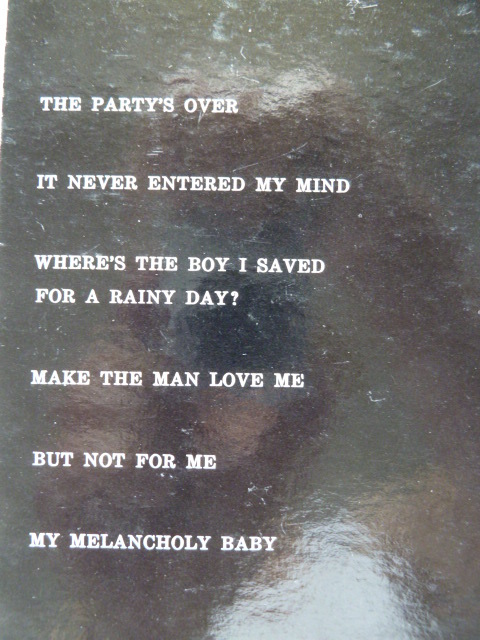 THE PARTY'S OVER
IT NEVER ENTERED MY MIND
WHERE'S THE BOY I SAVED
FOR A RAINY DAY?
MAKE THE MAN LOVE ME
BUT NOT FOR ME
MY MELANCHOLY BABY